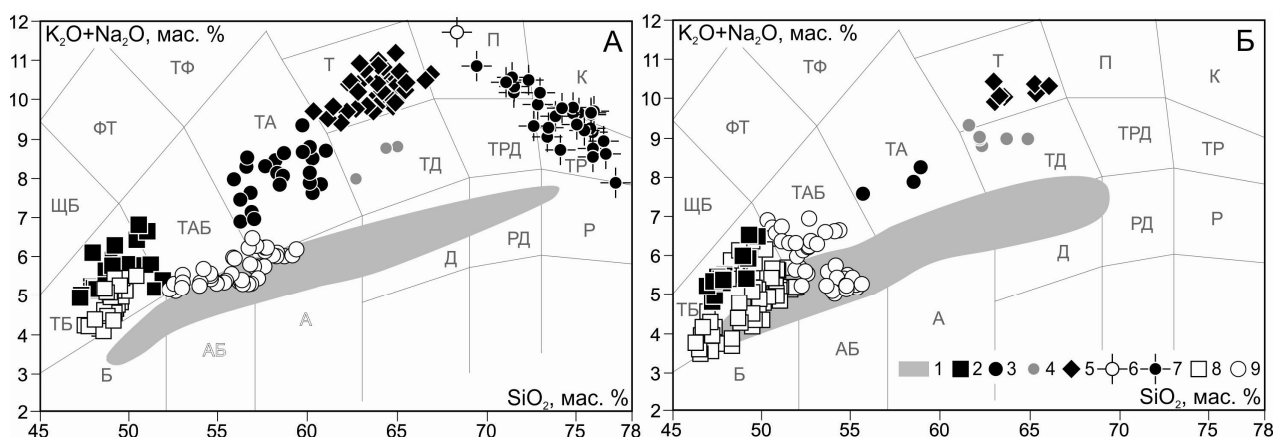 K₂O+Na₂O, мас. %
А
12
11
10
9
8
7
6
5
4
3
2
ТФ
Т
П
К
ФТ
ТА
ТД
ТРД
ТР
ЩБ
ТАБ
РД
Р
Д
ТБ
А
АБ
Б
SiO₂, мас. %
45 50 55 60 65 70 78
K₂O+Na₂O, мас. %
Б
12
11
10
9
8
7
6
5
4
3
2
ТФ
Т
П
К
ФТ
ТА
ТД
ТРД
ТР
ЩБ
ТАБ
РД
Р
Д
ТБ
А
АБ
Б
1 2 3 4 5 6 7 8 9
SiO₂, мас. %
45 50 55 60 65 70 75 78